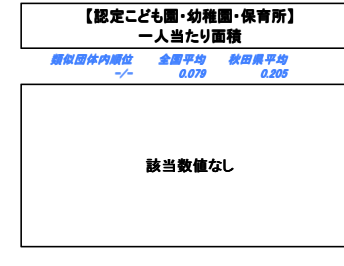 【認定こども園・幼稚園・保育所】
一人当たり面積
類似団体内順位 全国平均 秋田県平均
-/- 0.079 0.205
該当数値なし